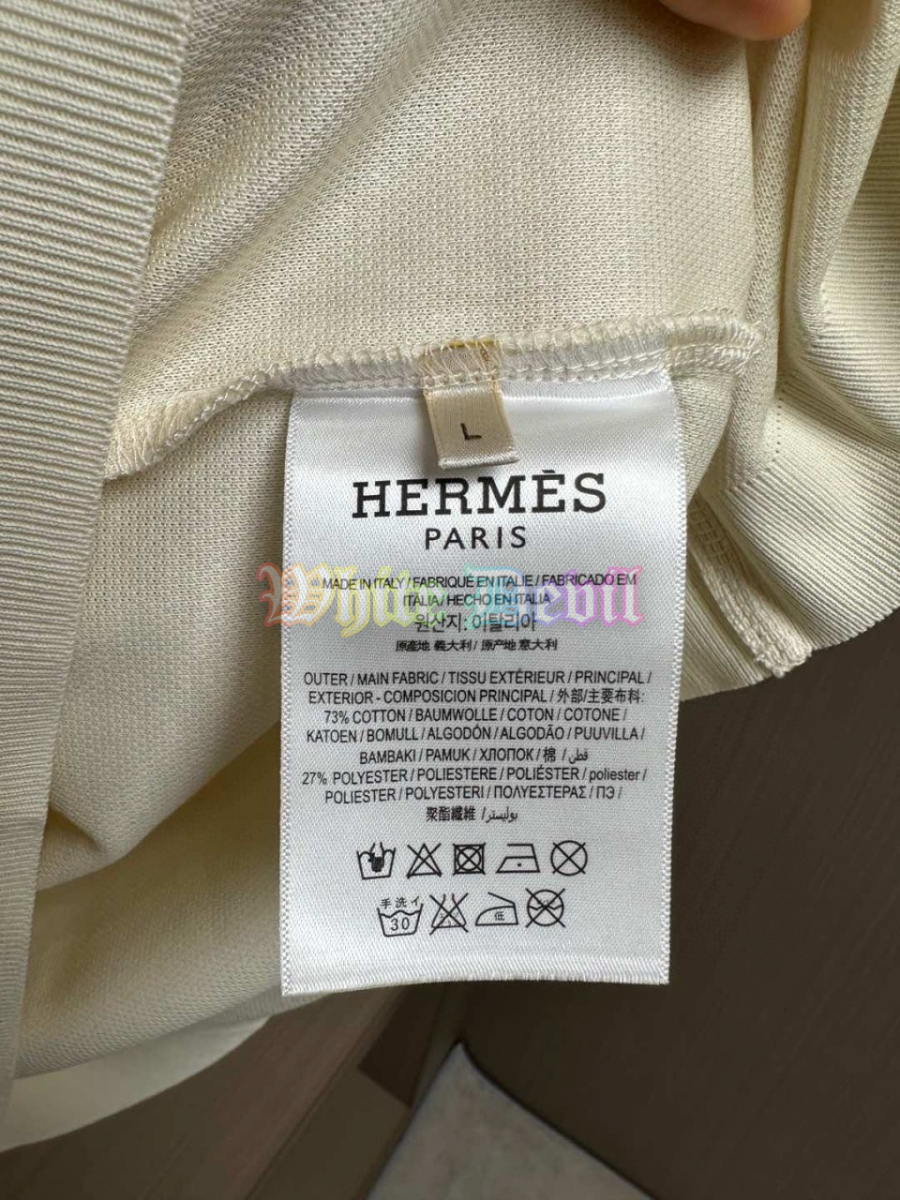 L
HERMÈS
PARIS
MADE IN ITALY / FABRIQUÉ EN ITALIE / FABRICADO EM
ITÁLIA / HECHO EN ITALIA
White Devil
원산지: 이탈리아
原產地 義大利 / 原产地 意大利
OUTER / MAIN FABRIC / TISSU EXTÉRIEUR / PRINCIPAL /
EXTERIOR - COMPOSICION PRINCIPAL / 外部/主要布料:
73% COTTON / BAUMWOLLE / COTON / COTONE /
KATOEN / BOMULL / ALGODÓN / ALGODÃO / PUUVILLA /
BAMBAKI / PAMUK / ХЛОПОК / 棉 / قطن
27% POLYESTER / POLIESTERE / POLIÉSTER / poliester /
POLIESTER / POLYESTERI / ΠΟΛΥΕΣΤΕΡΑΣ / ПЭ /
聚酯纖維 / بوليستر
手洗イ
30
低